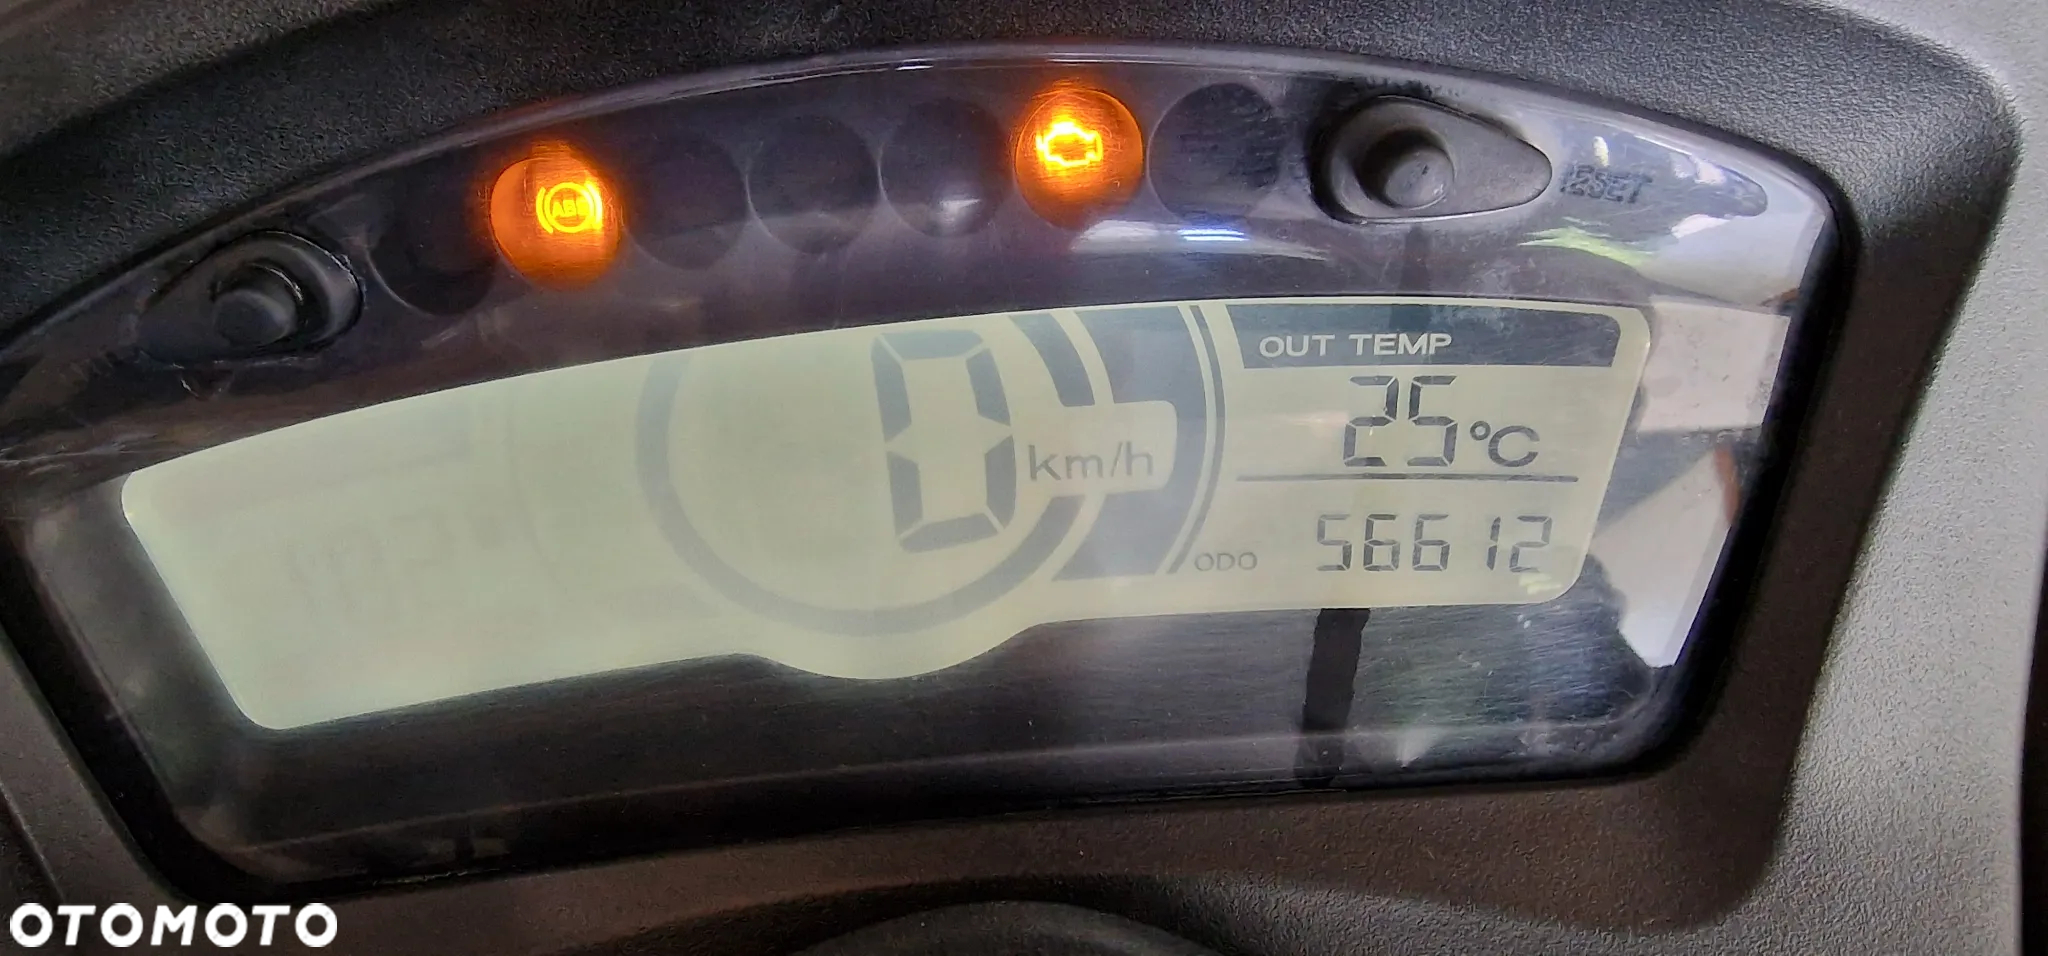 ABS
OUT TEMP
25°C
0 km/h
ODO 56612
RESET
OTOMOTO